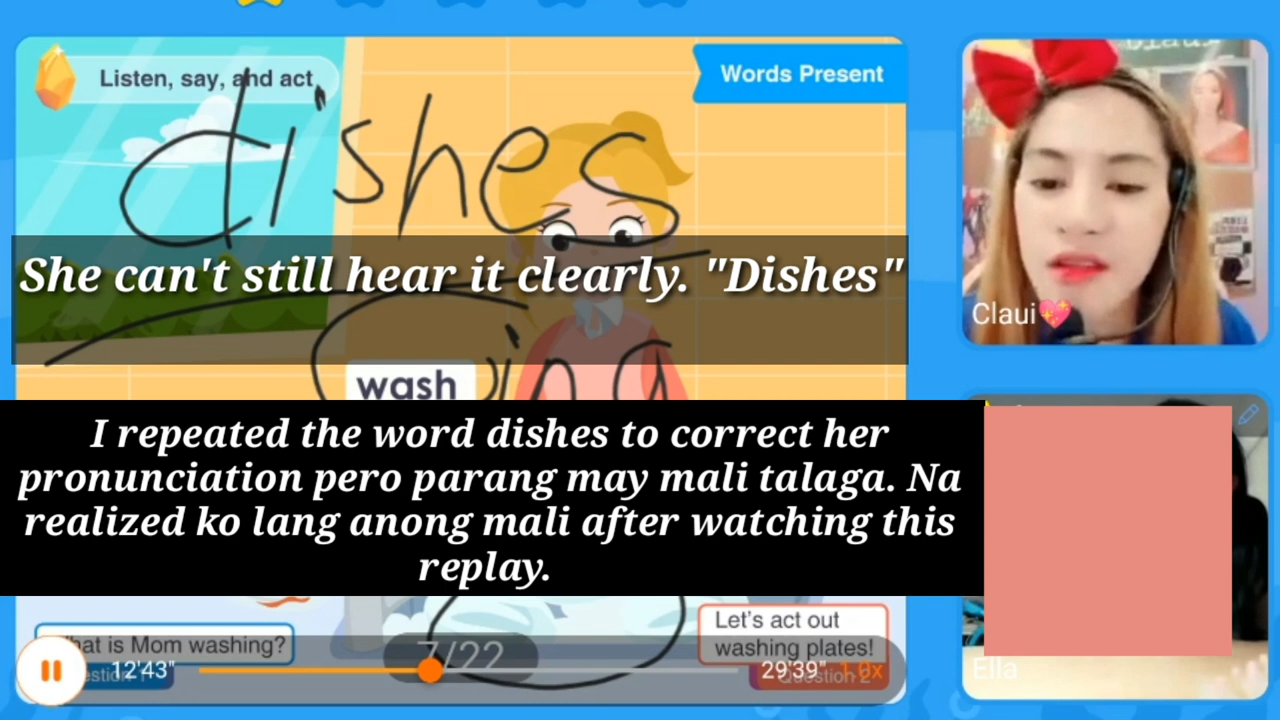 Listen, say, and act
Words Present
dishes
She can't still hear it clearly. "Dishes"
Claui💖
wash
I repeated the word dishes to correct her
pronunciation pero parang may mali talaga. Na
realized ko lang anong mali after watching this
replay.
is Mom washing?
Let's act out
washing plates!
7/22
12'43"
29'39"
1.0x
Question 2
Ella